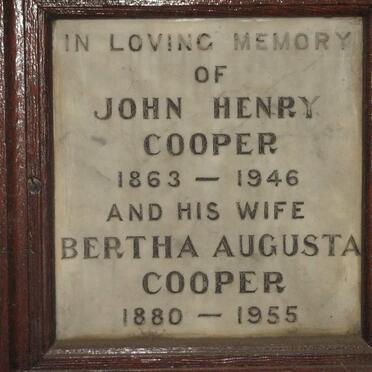 IN LOVING MEMORY
OF
JOHN HENRY
COOPER
1863 — 1946
AND HIS WIFE
BERTHA AUGUSTA
COOPER
1880 — 1955